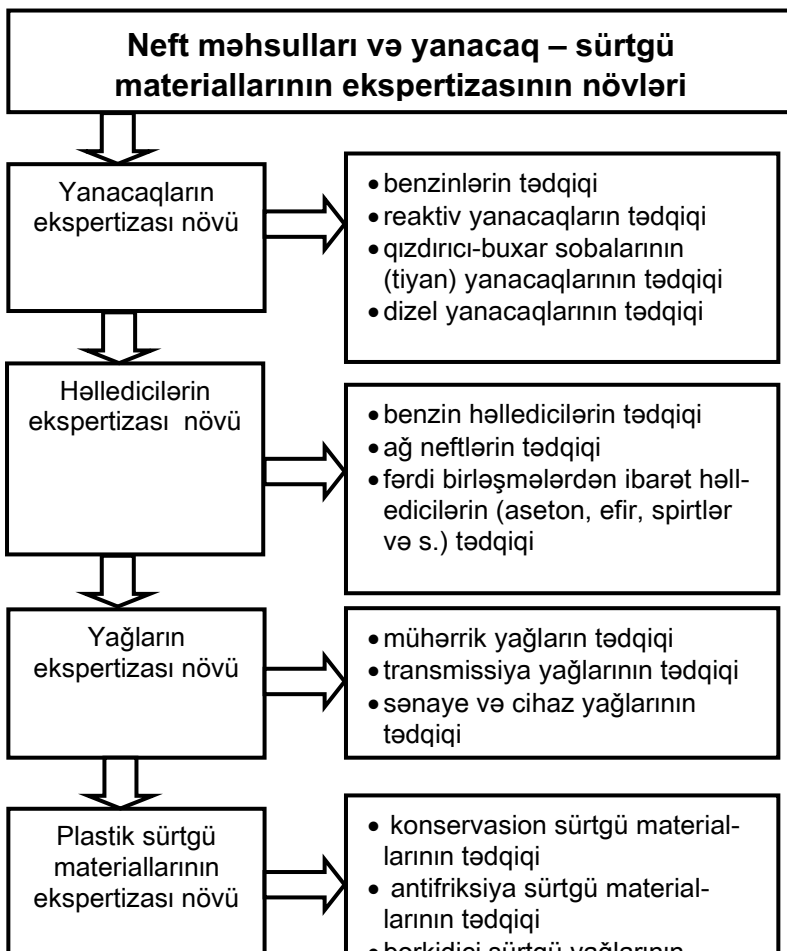 Neft məhsulları və yanacaq – sürtgü
materiallarının ekspertizasının növləri
Yanacaqların
ekspertizası növü
• benzinlərin tədqiqi
• reaktiv yanacaqların tədqiqi
• qızdırıcı-buxar sobalarının
(tiyan) yanacaqlarının tədqiqi
• dizel yanacaqlarının tədqiqi
Həlledicilərin
ekspertizası növü
• benzin həlledicilərin tədqiqi
• ağ neftlərin tədqiqi
• fərdi birləşmələrdən ibarət həll-
edicilərin (aseton, efir, spirtlər
və s.) tədqiqi
Yağların
ekspertizası növü
• mühərrik yağların tədqiqi
• transmissiya yağlarının tədqiqi
• sənaye və cihaz yağlarının
tədqiqi
Plastik sürtgü
materiallarının
ekspertizası növü
• konservasion sürtgü material-
larının tədqiqi
• antifriksiya sürtgü material-
larının tədqiqi
• bərkidici sürtgü yağlarının